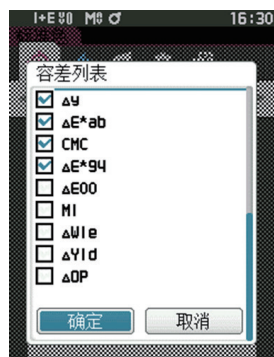 I+E M0 16:30
容差列表
Δy
ΔE*ab
CMC
ΔE*94
ΔE00
MI
ΔWIe
ΔYId
ΔOP
确定 取消